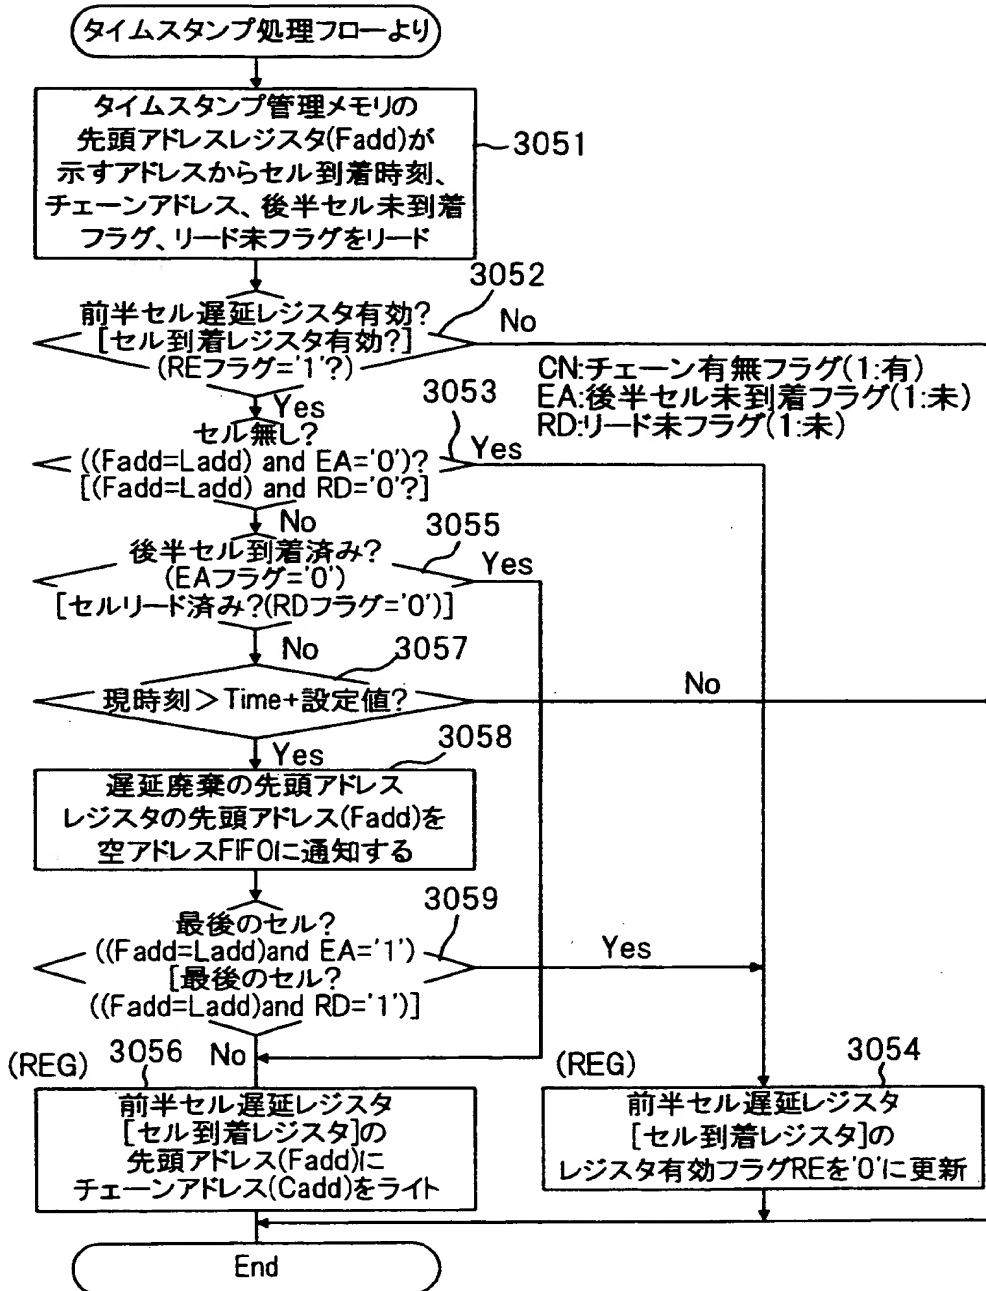 タイムスタンプ処理フローより
タイムスタンプ管理メモリの
先頭アドレスレジスタ(Fadd)が
示すアドレスからセル到着時刻、
チェーンアドレス、後半セル未到着
フラグ、リード未フラグをリード
3051
3052
前半セル遅延レジスタ有効?
[セル到着レジスタ有効?]
(REフラグ='1'?)
No
CN:チェーン有無フラグ(1:有)
EA:後半セル未到着フラグ(1:未)
RD:リード未フラグ(1:未)
Yes
3053
セル無し?
((Fadd=Ladd) and EA='0')?
[(Fadd=Ladd) and RD='0'?]
Yes
No
3055
後半セル到着済み?
(EAフラグ='0')
[セルリード済み?(RDフラグ='0')]
Yes
No
3057
現時刻>Time+設定値?
No
Yes
3058
遅延廃棄の先頭アドレス
レジスタの先頭アドレス(Fadd)を
空アドレスFIFOに通知する
3059
最後のセル?
((Fadd=Ladd)and EA='1')
[最後のセル?
((Fadd=Ladd)and RD='1')]
Yes
No
(REG)
3056
前半セル遅延レジスタ
[セル到着レジスタ]の
先頭アドレス(Fadd)に
チェーンアドレス(Cadd)をライト
(REG)
3054
前半セル遅延レジスタ
[セル到着レジスタ]の
レジスタ有効フラグREを'0'に更新
End